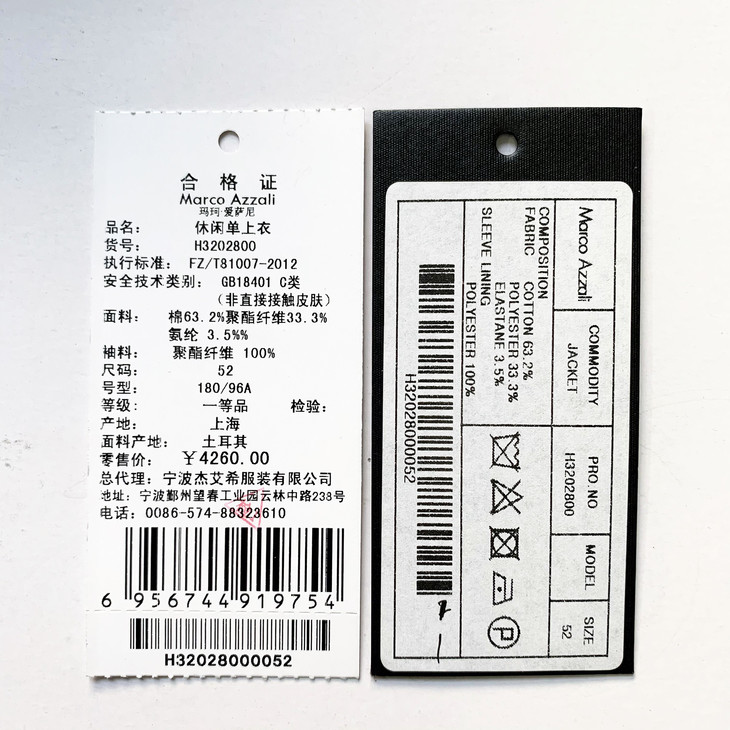 合格证
Marco Azzali
玛珂·爱萨尼
品名: 休闲单上衣
货号: H3202800
执行标准: FZ/T81007-2012
安全技术类别: GB18401 C类
(非直接接触皮肤)
面料: 棉63.2%聚酯纤维33.3%
氨纶 3.5%%
袖料: 聚酯纤维 100%
尺码: 52
号型: 180/96A
等级: 一等品 检验:
产地: 上海
面料产地: 土耳其
零售价: ￥4260.00
总代理: 宁波杰艾希服装有限公司
地址: 宁波鄞州望春工业园云林中路238号
电话: 0086-574-88323610
6 956744 919754
H32028000052
Marco Azzali
COMMODITY
JACKET
PRO.NO
H3202800
MODEL
SIZE
52
COMPOSITION
FABRIC COTTON 63.2%
POLYESTER 33.3%
ELASTANE 3.5%
SLEEVE LINING
POLYESTER 100%
P
H32028000052